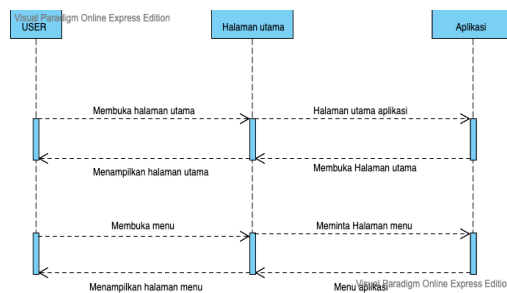 Visual Paradigm Online Express Edition
USER
Halaman utama
Aplikasi
Membuka halaman utama
Halaman utama aplikasi
Menampilkan halaman utama
Membuka Halaman utama
Membuka menu
Meminta Halaman menu
Menampilkan halaman menu
Menu aplikasi
Visual Paradigm Online Express Editio